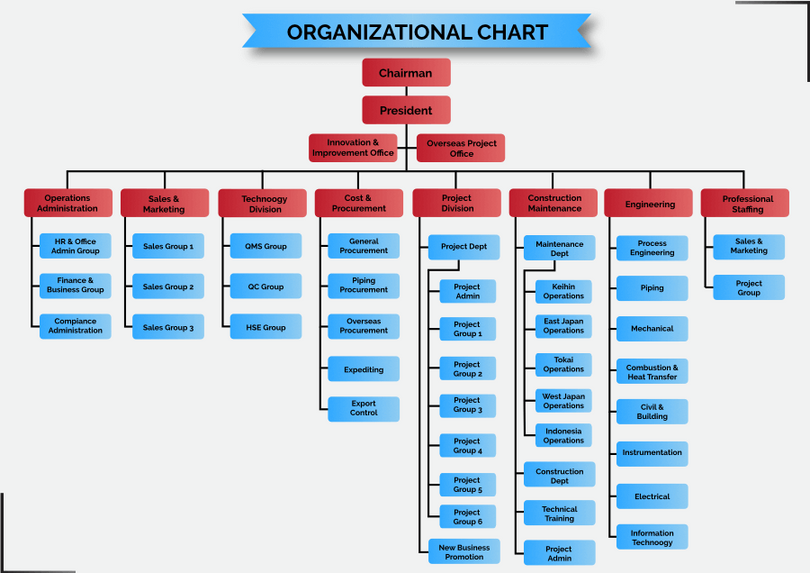 ORGANIZATIONAL CHART
Chairman
President
Innovation &
Improvement Office
Overseas Project
Office
Operations
Administration
HR & Office
Admin Group
Finance &
Business Group
Compliance
Administration
Sales &
Marketing
Sales Group 1
Sales Group 2
Sales Group 3
Technoogy
Division
QMS Group
QC Group
HSE Group
Cost &
Procurement
General
Procurement
Piping
Procurement
Overseas
Procurement
Expediting
Export
Control
Project
Division
Project Dept
Project
Admin
Project
Group 1
Project
Group 2
Project
Group 3
Project
Group 4
Project
Group 5
Project
Group 6
New Business
Promotion
Construction
Maintenance
Maintenance
Dept
Keihin
Operations
East Japan
Operations
Tokai
Operations
West Japan
Operations
Indonesia
Operations
Construction
Dept
Technical
Training
Project
Admin
Engineering
Process
Engineering
Piping
Mechanical
Combustion &
Heat Transfer
Civil &
Building
Instrumentation
Electrical
Information
Technoogy
Professional
Staffing
Sales &
Marketing
Project
Group